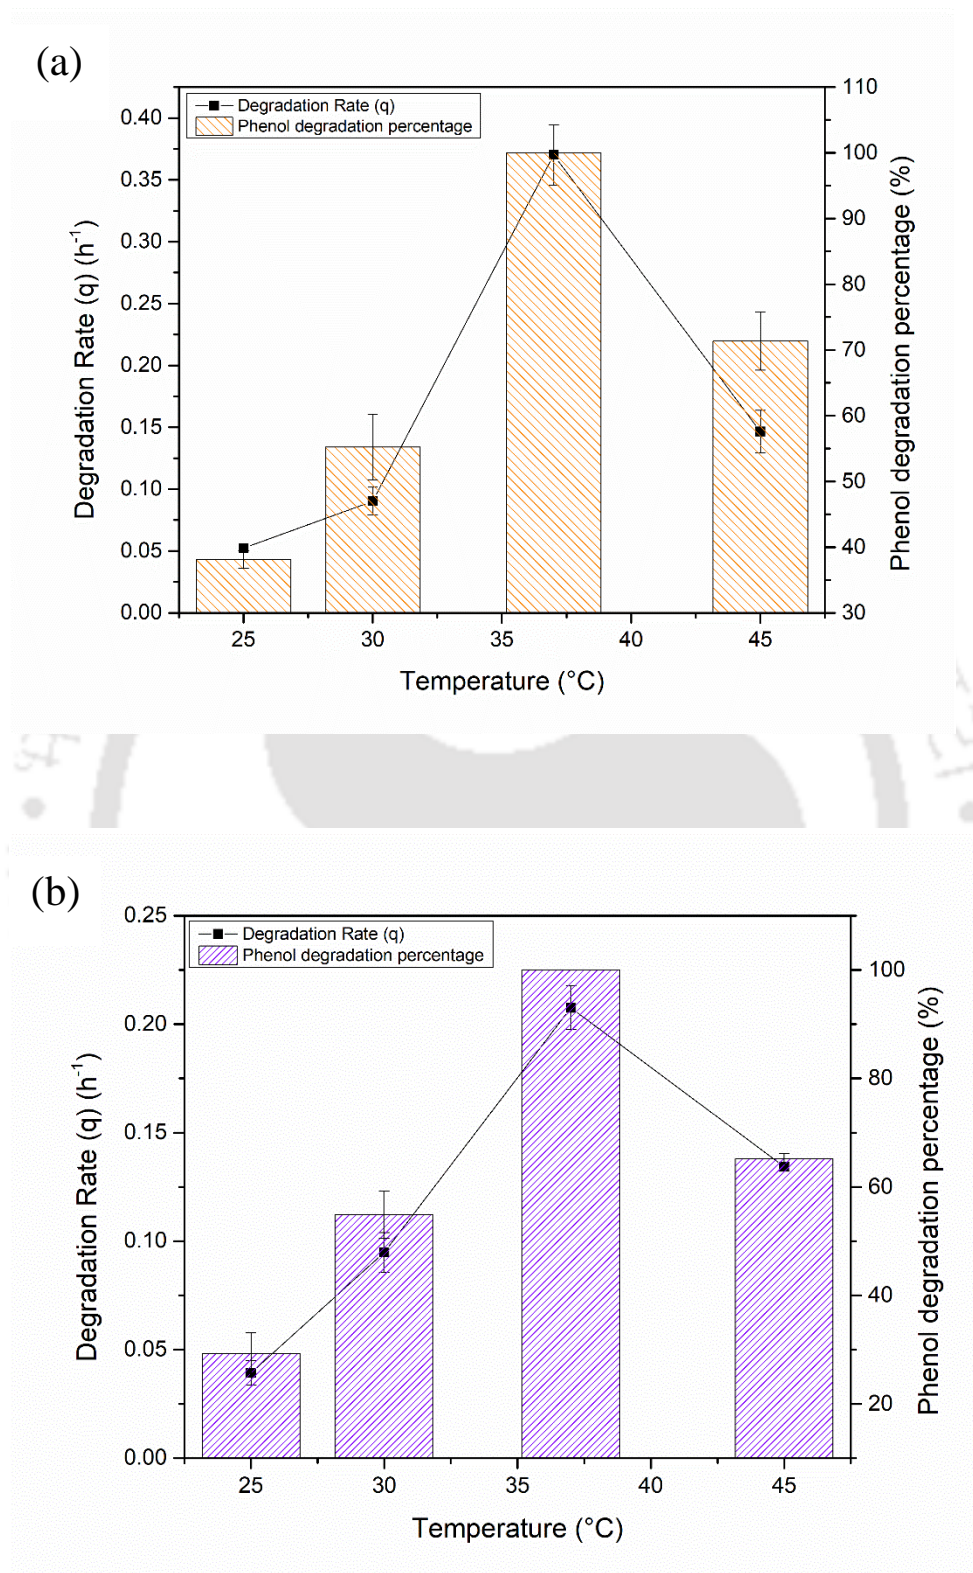 (a)
Degradation Rate (q)
Phenol degradation percentage
0.40
0.35
0.30
0.25
0.20
0.15
0.10
0.05
0.00
Degradation Rate (q) (h-1)
110
100
90
80
70
60
50
40
30
Phenol degradation percentage (%)
25 30 35 40 45
Temperature (°C)
(b)
Degradation Rate (q)
Phenol degradation percentage
0.25
0.20
0.15
0.10
0.05
0.00
Degradation Rate (q) (h-1)
100
80
60
40
20
Phenol degradation percentage (%)
25 30 35 40 45
Temperature (°C)